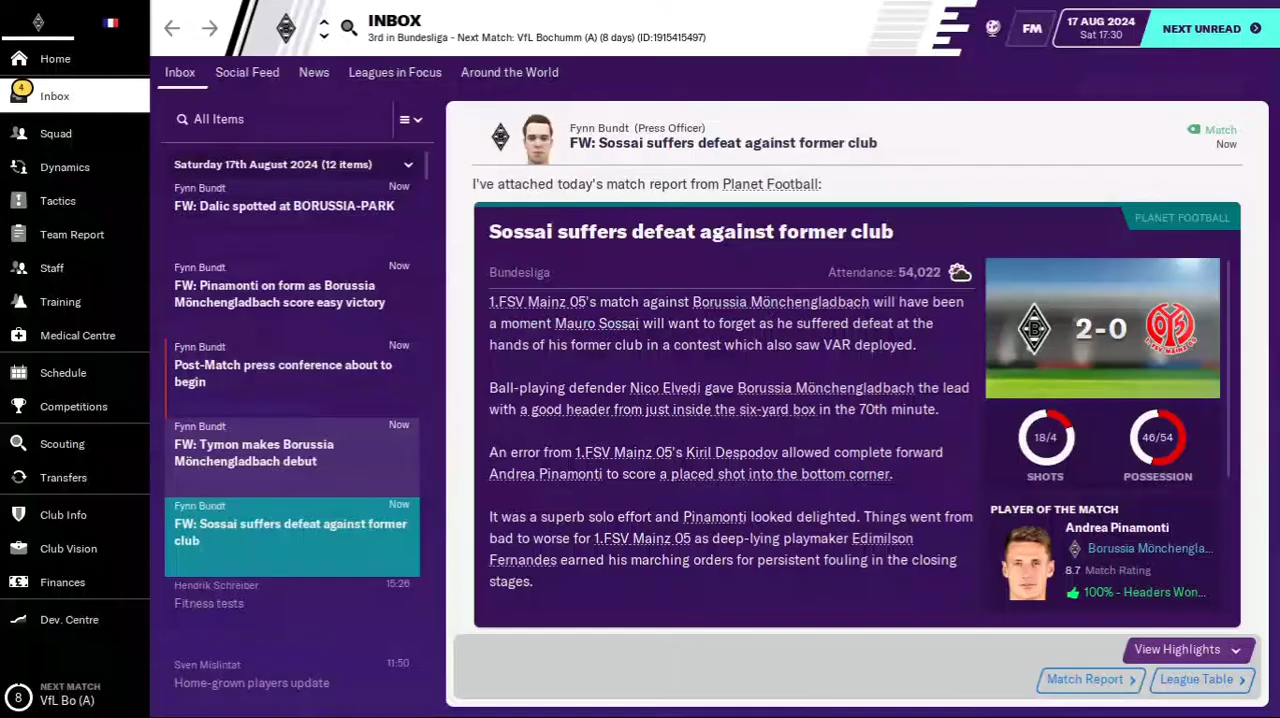 INBOX
3rd in Bundesliga - Next Match: VfL Bochumm (A) (8 days) (ID:1915415497)
FM
17 AUG 2024
Sat 17:30
NEXT UNREAD
Home
4
Inbox
Squad
Dynamics
Tactics
Team Report
Staff
Training
Medical Centre
Schedule
Competitions
Scouting
Transfers
Club Info
Club Vision
Finances
Dev. Centre
8
NEXT MATCH
VfL Bo (A)
Inbox
Social Feed
News
Leagues in Focus
Around the World
All Items
Saturday 17th August 2024 (12 items)
Fynn Bundt Now
FW: Dalic spotted at BORUSSIA-PARK
Fynn Bundt Now
FW: Pinamonti on form as Borussia
Mönchengladbach score easy victory
Fynn Bundt Now
Post-Match press conference about to
begin
Fynn Bundt Now
FW: Tymon makes Borussia
Mönchengladbach debut
Fynn Bundt Now
FW: Sossai suffers defeat against former
club
Hendrik Schreiber 15:26
Fitness tests
Sven Mislintat 11:50
Home-grown players update
Fynn Bundt (Press Officer)
FW: Sossai suffers defeat against former club
Match
Now
I've attached today's match report from Planet Football:
PLANET FOOTBALL
Sossai suffers defeat against former club
Bundesliga Attendance: 54,022
1.FSV Mainz 05's match against Borussia Mönchengladbach will have been
a moment Mauro Sossai will want to forget as he suffered defeat at the
hands of his former club in a contest which also saw VAR deployed.
Ball-playing defender Nico Elvedi gave Borussia Mönchengladbach the lead
with a good header from just inside the six-yard box in the 70th minute.
An error from 1.FSV Mainz 05's Kiril Despodov allowed complete forward
Andrea Pinamonti to score a placed shot into the bottom corner.
It was a superb solo effort and Pinamonti looked delighted. Things went from
bad to worse for 1.FSV Mainz 05 as deep-lying playmaker Edimilson
Fernandes earned his marching orders for persistent fouling in the closing
stages.
2-0
18/4
SHOTS
46/54
POSSESSION
PLAYER OF THE MATCH
Andrea Pinamonti
Borussia Mönchengla...
8.7 Match Rating
100% - Headers Won...
View Highlights
Match Report
League Table